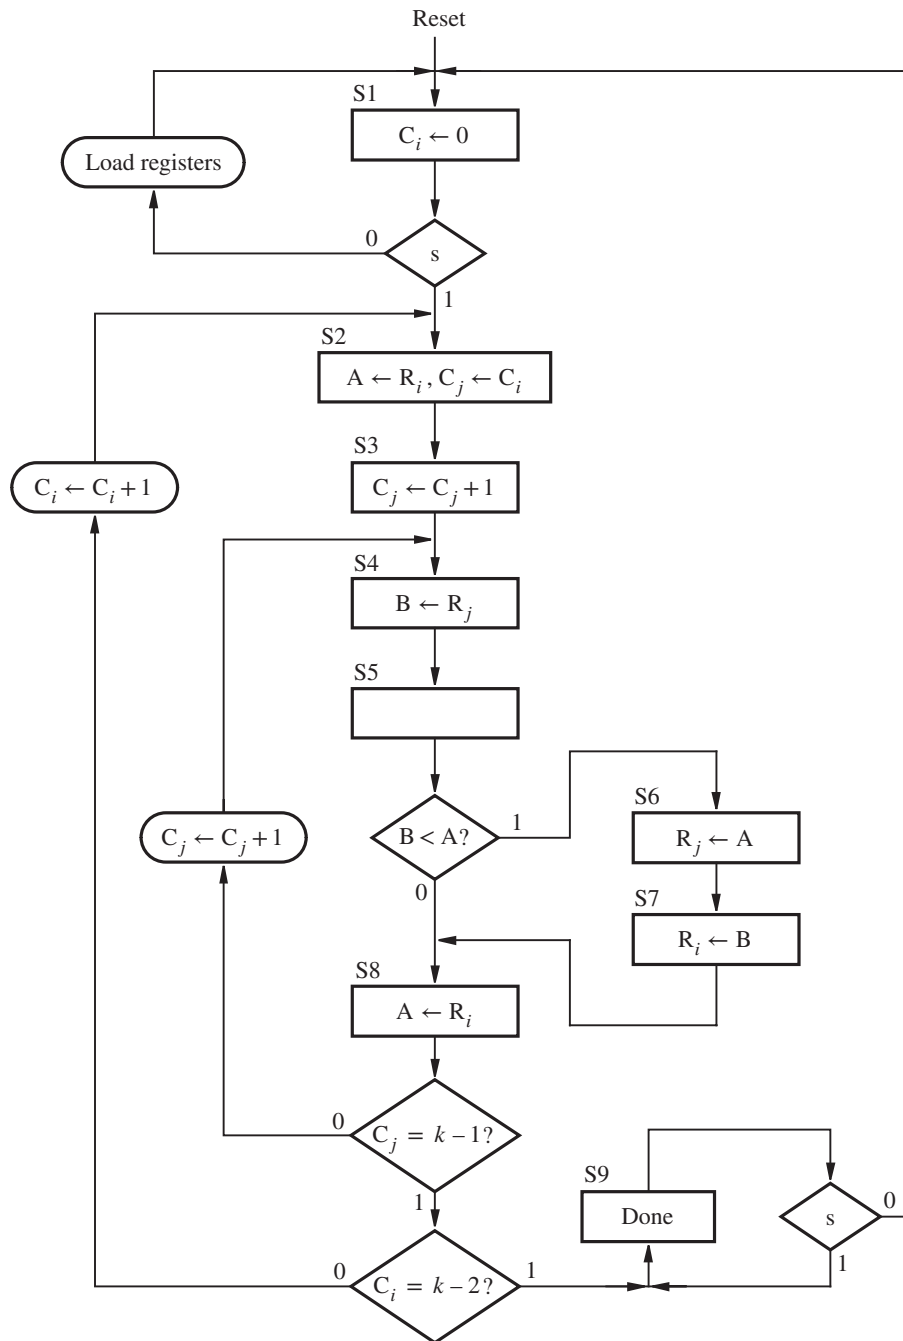 Reset
S1
C_i ← 0
Load registers
0
s
1
S2
A ← R_i , C_j ← C_i
S3
C_i ← C_i + 1
C_j ← C_j + 1
S4
B ← R_j
S5
S6
B < A?
1
C_j ← C_j + 1
R_j ← A
0
S7
R_i ← B
S8
A ← R_i
0
C_j = k – 1?
S9
1
Done
s
0
1
0
C_i = k – 2?
1